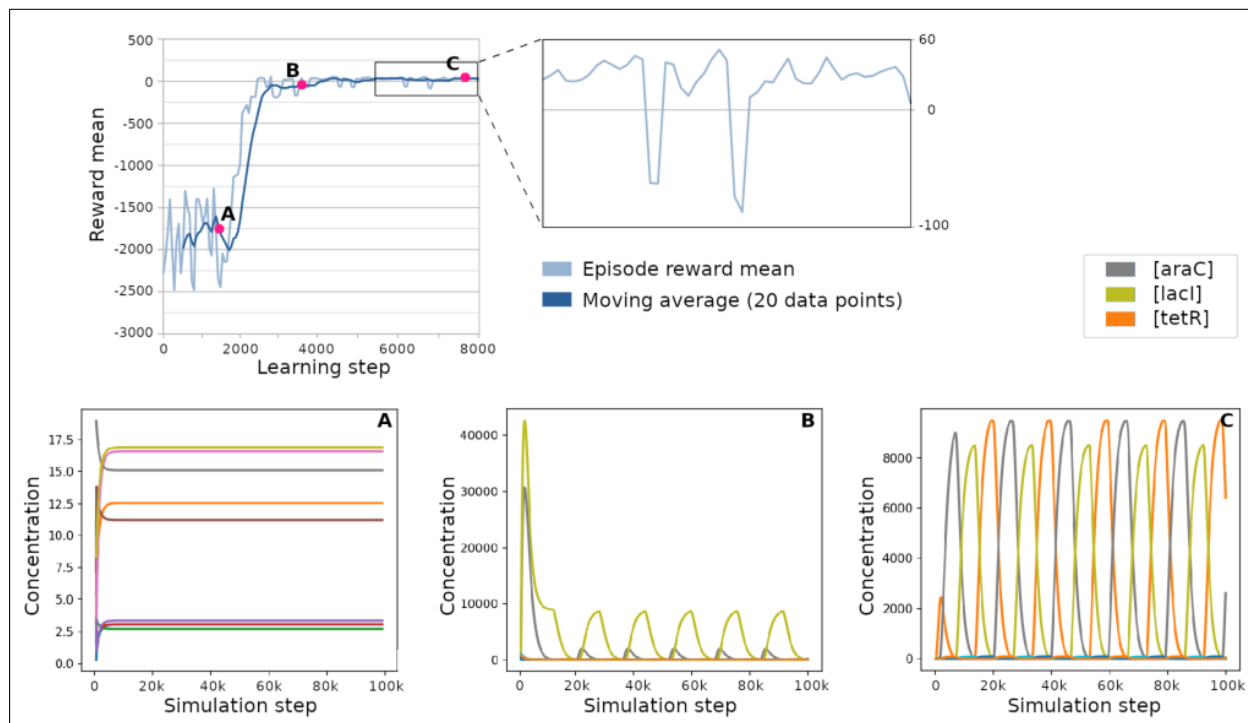 500
0
-500
-1000
-1500
-2000
-2500
-3000
Reward mean
0
2000
4000
6000
8000
Learning step
A
B
C
60
0
-100
Episode reward mean
Moving average (20 data points)
[araC]
[lacI]
[tetR]
A
17.5
15.0
12.5
10.0
7.5
5.0
2.5
0.0
Concentration
0
20k
40k
60k
80k
100k
Simulation step
B
40000
30000
20000
10000
0
Concentration
0
20k
40k
60k
80k
100k
Simulation step
C
8000
6000
4000
2000
0
Concentration
0
20k
40k
60k
80k
100k
Simulation step